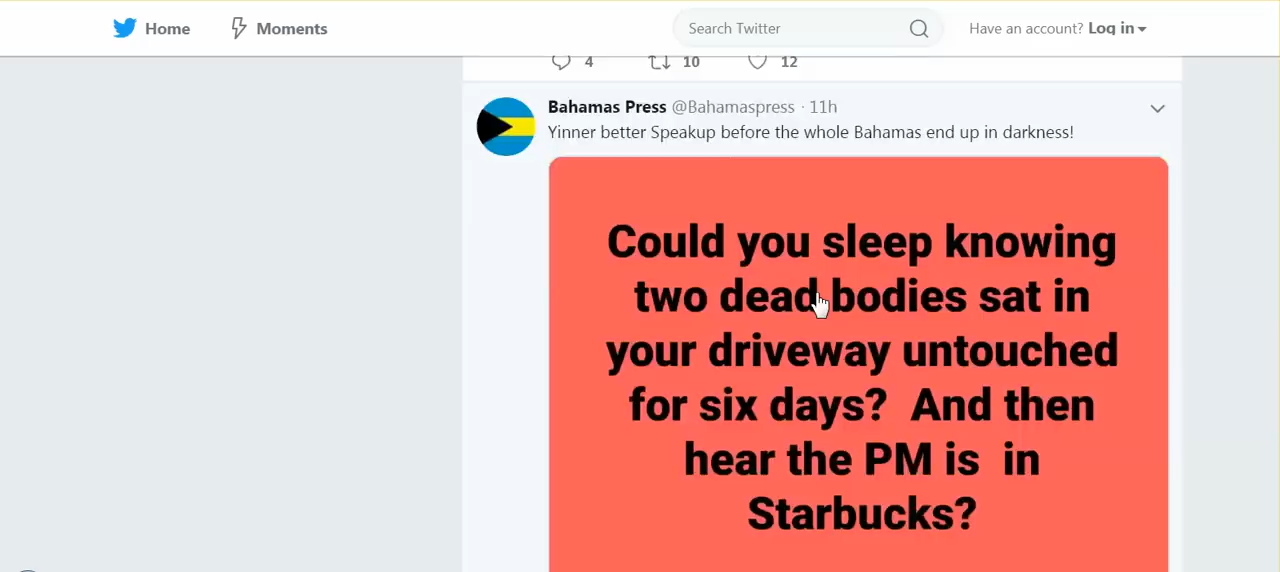 Home Moments Search Twitter Have an account? Log in
4 10 12
Bahamas Press @Bahamaspress · 11h
Yinner better Speakup before the whole Bahamas end up in darkness!
Could you sleep knowing
two dead bodies sat in
your driveway untouched
for six days? And then
hear the PM is in
Starbucks?